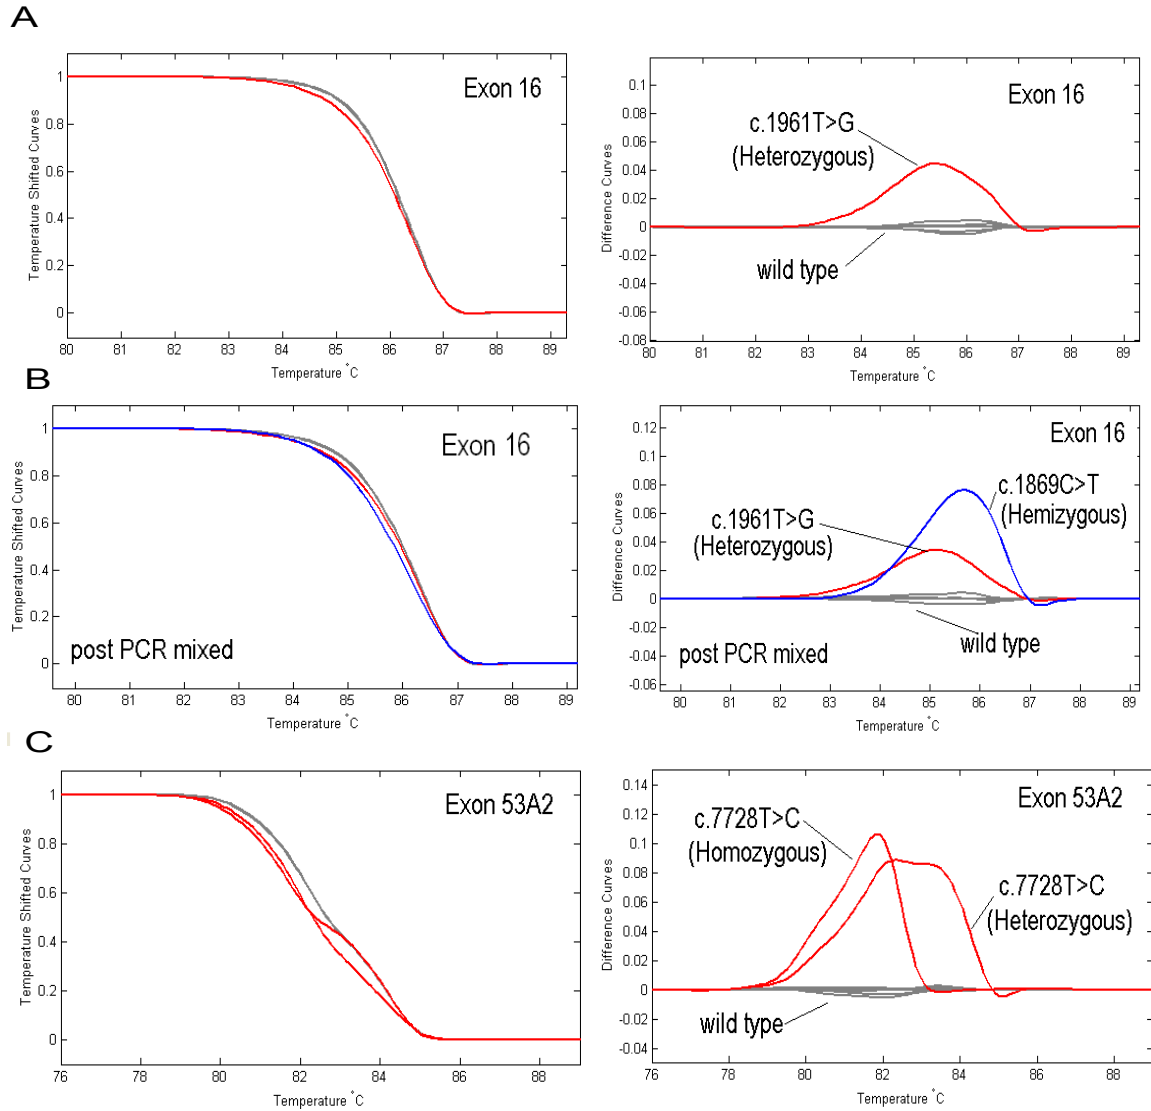 A
Exon 16
Temperature Shifted Curves
1
0.8
0.6
0.4
0.2
0
80 81 82 83 84 85 86 87 88 89
Temperature °C
Exon 16
c.1961T>G
(Heterozygous)
wild type
Difference Curves
0.1
0.08
0.06
0.04
0.02
0
-0.02
-0.04
-0.06
-0.08
80 81 82 83 84 85 86 87 88 89
Temperature °C
B
Exon 16
post PCR mixed
Temperature Shifted Curves
1
0.8
0.6
0.4
0.2
0
80 81 82 83 84 85 86 87 88 89
Temperature °C
Exon 16
c.1869C>T
(Hemizygous)
c.1961T>G
(Heterozygous)
wild type
post PCR mixed
Difference Curves
0.12
0.1
0.08
0.06
0.04
0.02
0
-0.02
-0.04
-0.06
80 81 82 83 84 85 86 87 88 89
Temperature °C
C
Exon 53A2
Temperature Shifted Curves
1
0.8
0.6
0.4
0.2
0
76 78 80 82 84 86 88
Temperature °C
Exon 53A2
c.7728T>C
(Homozygous)
c.7728T>C
(Heterozygous)
wild type
Difference Curves
0.14
0.12
0.1
0.08
0.06
0.04
0.02
0
-0.02
-0.04
76 78 80 82 84 86 88
Temperature °C